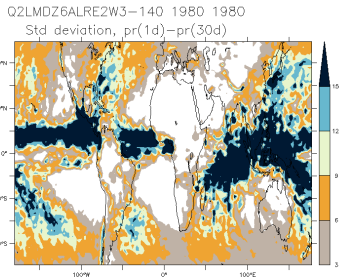 Q2LMDZ6ALRE2W3-140 1980 1980
Std deviation, pr(1d)-pr(30d)
°N
°N
0°
°S
°S
100°W
0°
100°E
15
12
9
6
3